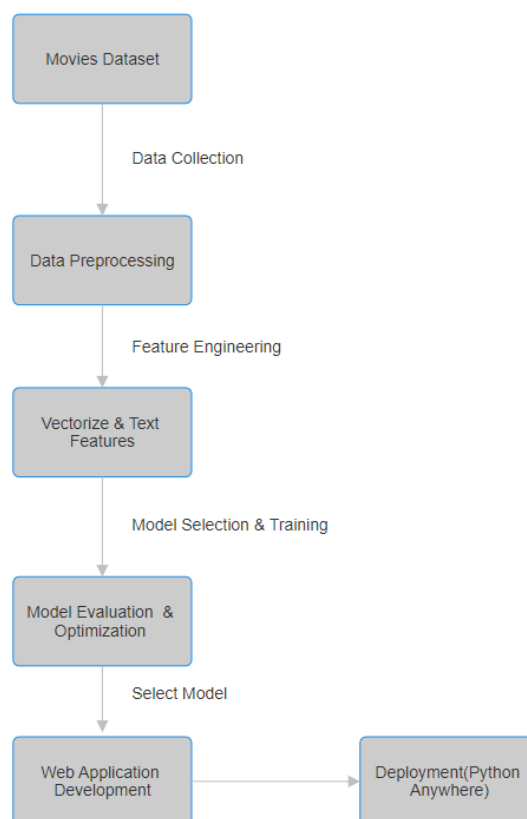 Movies Dataset
Data Collection
Data Preprocessing
Feature Engineering
Vectorize & Text
Features
Model Selection & Training
Model Evaluation  &
Optimization
Select Model
Web Application
Development
Deployment(Python
Anywhere)